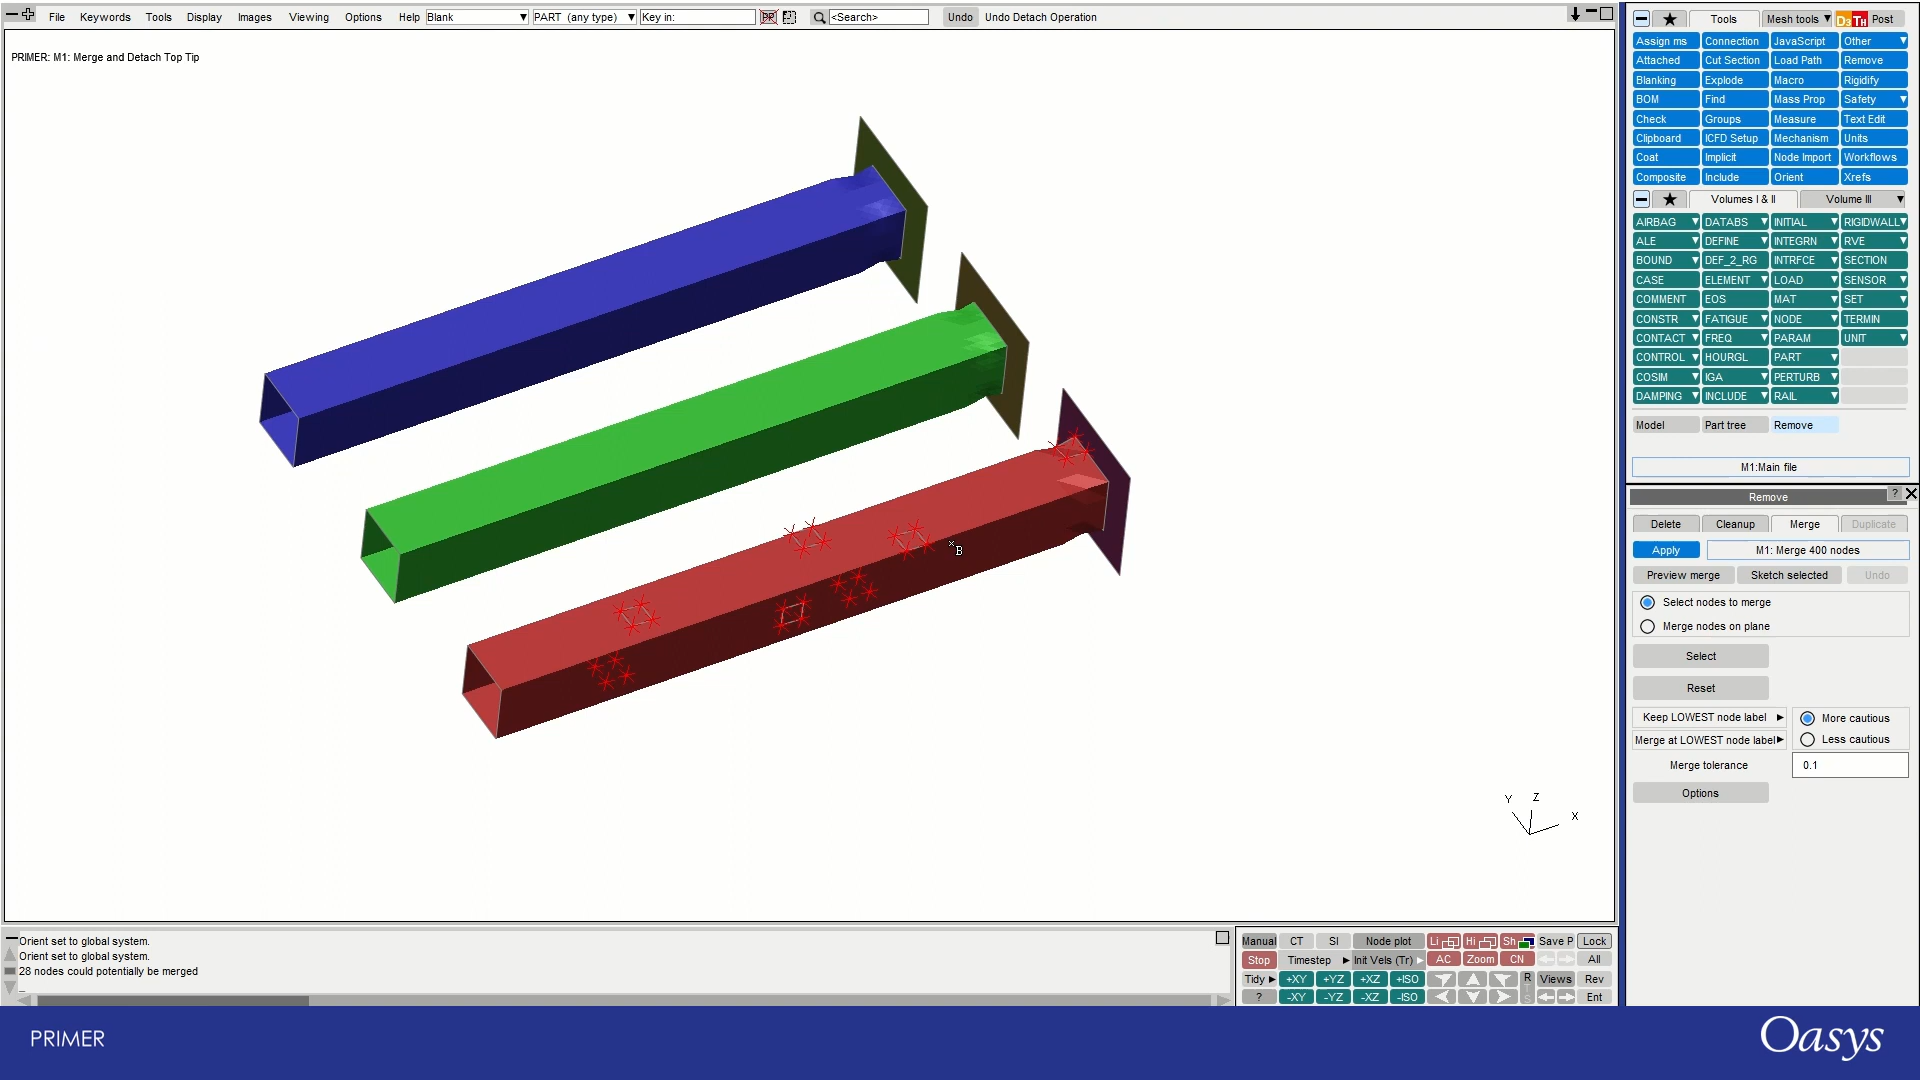 File Keywords Tools Display Images Viewing Options Help Blank PART (any type) Key in: <Search> Undo Undo Detach Operation
PRIMER: M1: Merge and Detach Top Tip
B
Y Z X
Tools Mesh tools D3 TH Post
Assign ms Connection JavaScript Other
Attached Cut Section Load Path Remove
Blanking Explode Macro Rigidify
BOM Find Mass Prop Safety
Check Groups Measure Text Edit
Clipboard ICFD Setup Mechanism Units
Coat Implicit Node Import Workflows
Composite Include Orient Xrefs
Volumes I & II Volume III
AIRBAG DATABS INITIAL RIGIDWALL
ALE DEFINE INTEGRN RVE
BOUND DEF_2_RG INTRFCE SECTION
CASE ELEMENT LOAD SENSOR
COMMENT EOS MAT SET
CONSTR FATIGUE NODE TERMIN
CONTACT FREQ PARAM UNIT
CONTROL HOURGL PART
COSIM IGA PERTURB
DAMPING INCLUDE RAIL
Model Part tree Remove
M1:Main file
Remove ?
Delete Cleanup Merge Duplicate
Apply M1: Merge 400 nodes
Preview merge Sketch selected Undo
Select nodes to merge
Merge nodes on plane
Select
Reset
Keep LOWEST node label More cautious
Merge at LOWEST node label Less cautious
Merge tolerance 0.1
Options
Orient set to global system.
Orient set to global system.
28 nodes could potentially be merged
Manual CT SI Node plot Li Hi Sh Save P Lock
Stop Timestep Init Vels (Tr) AC Zoom CN All
Tidy +XY +YZ +XZ +ISO R Views Rev
? -XY -YZ -XZ -ISO Ent
PRIMER
Oasys